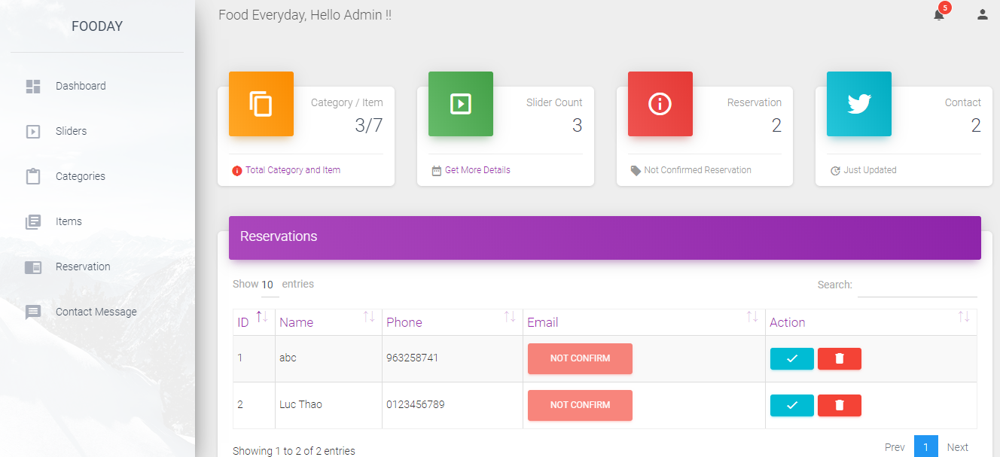 FOODAY
Dashboard
Sliders
Categories
Items
Reservation
Contact Message
Food Everyday, Hello Admin !!
5
Category / Item
3/7
Total Category and Item
Slider Count
3
Get More Details
Reservation
2
Not Confirmed Reservation
Contact
2
Just Updated
Reservations
Show 10 entries Search:
ID Name Phone Email Action
1 abc 963258741 NOT CONFIRM
2 Luc Thao 0123456789 NOT CONFIRM
Showing 1 to 2 of 2 entries
Prev 1 Next